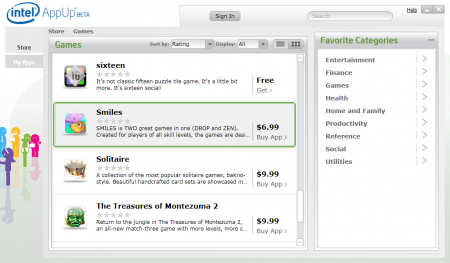 intel AppUp BETA
Sign In
Search
Help
Store
My Apps
Store Games
Games
Sort by: Rating Display: All
sixteen
It's not classic fifteen puzzle tile game. It's a little bit
more. It's sixteen social!
Free
Get >
Smiles
SMILES is TWO great games in one (DROP and ZEN).
Created for players of all skill levels, the games are desi...
$6.99
Buy App >
Solitaire
A collection of the most popular solitaire games, baKno-
style. Beautiful handcrafted card sets are showcased in...
$9.99
Buy App >
The Treasures of Montezuma 2
Return to the jungle in The Treasures of Montezuma 2,
an all-new match-three game with more levels, more c...
$9.99
Buy App >
Favorite Categories
Entertainment
Finance
Games
Health
Home and Family
Productivity
Reference
Social
Utilities